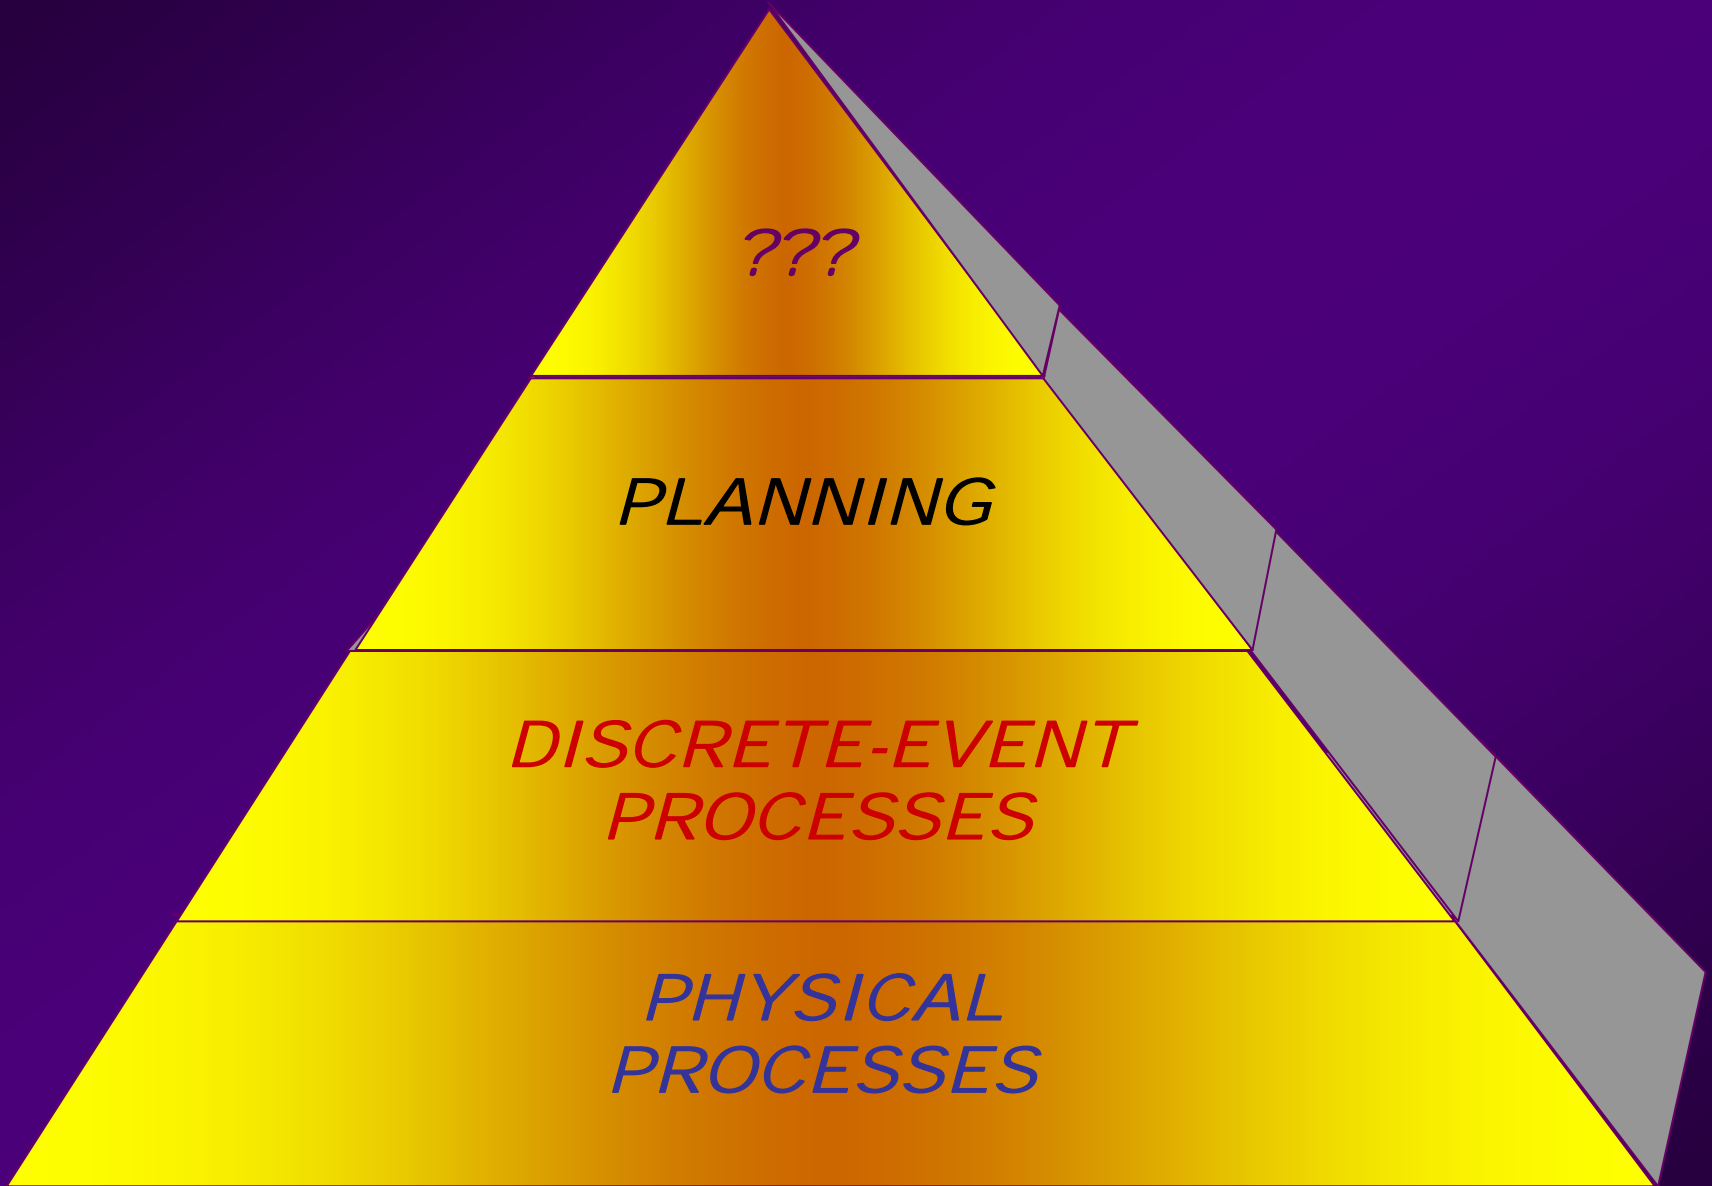 ???
PLANNING
DISCRETE-EVENT
PROCESSES
PHYSICAL
PROCESSES